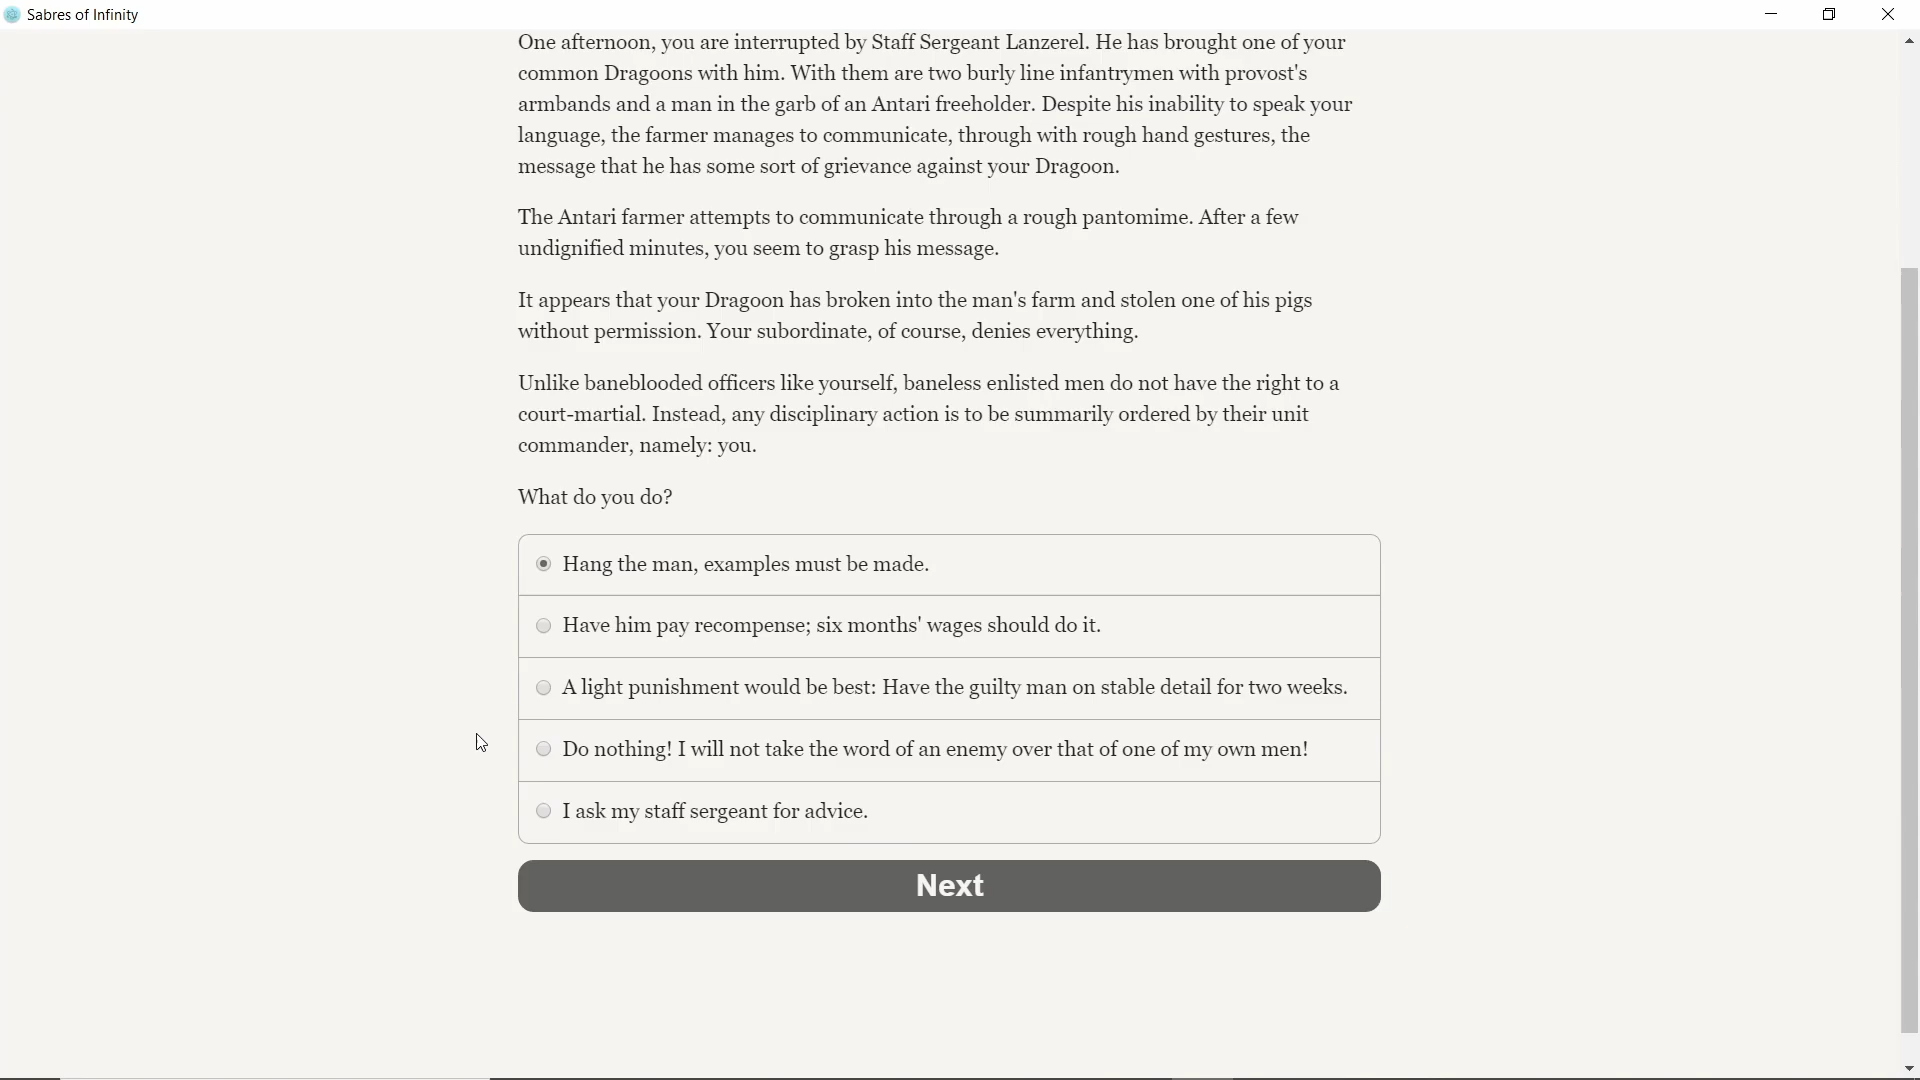 Sabres of Infinity
One afternoon, you are interrupted by Staff Sergeant Lanzerel. He has brought one of your
common Dragoons with him. With them are two burly line infantrymen with provost's
armbands and a man in the garb of an Antari freeholder. Despite his inability to speak your
language, the farmer manages to communicate, through with rough hand gestures, the
message that he has some sort of grievance against your Dragoon.
The Antari farmer attempts to communicate through a rough pantomime. After a few
undignified minutes, you seem to grasp his message.
It appears that your Dragoon has broken into the man's farm and stolen one of his pigs
without permission. Your subordinate, of course, denies everything.
Unlike baneblooded officers like yourself, baneless enlisted men do not have the right to a
court-martial. Instead, any disciplinary action is to be summarily ordered by their unit
commander, namely: you.
What do you do?
Hang the man, examples must be made.
Have him pay recompense; six months' wages should do it.
A light punishment would be best: Have the guilty man on stable detail for two weeks.
Do nothing! I will not take the word of an enemy over that of one of my own men!
I ask my staff sergeant for advice.
Next